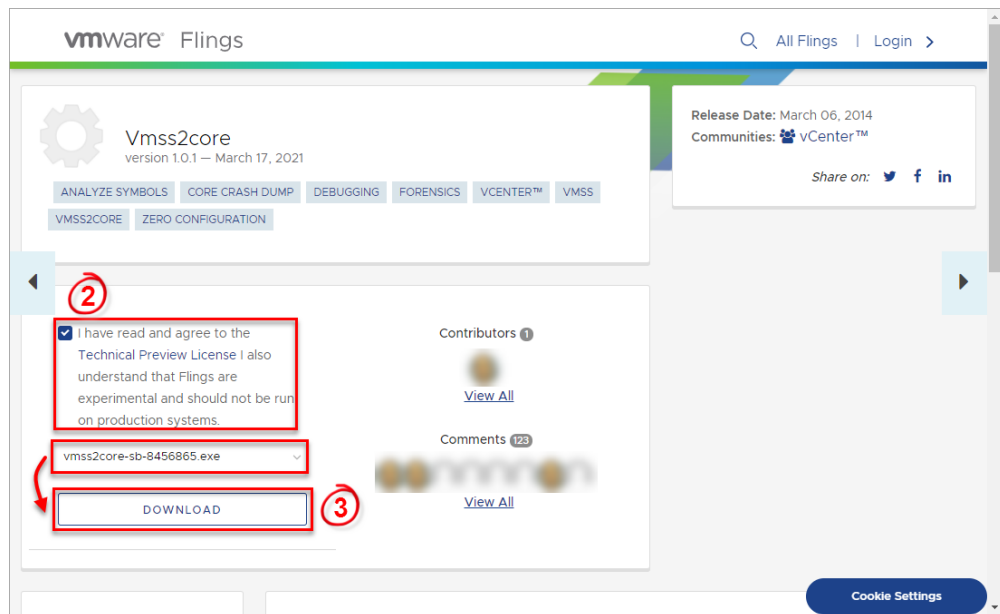 vmware® Flings
All Flings | Login
Vmss2core
version 1.0.1 — March 17, 2021
ANALYZE SYMBOLS CORE CRASH DUMP DEBUGGING FORENSICS VCENTER™ VMSS
VMSS2CORE ZERO CONFIGURATION
Release Date: March 06, 2014
Communities: vCenter™
Share on:
2
I have read and agree to the
Technical Preview License I also
understand that Flings are
experimental and should not be run
on production systems.
vmss2core-sb-8456865.exe
DOWNLOAD
3
Contributors 1
View All
Comments 123
View All
Cookie Settings